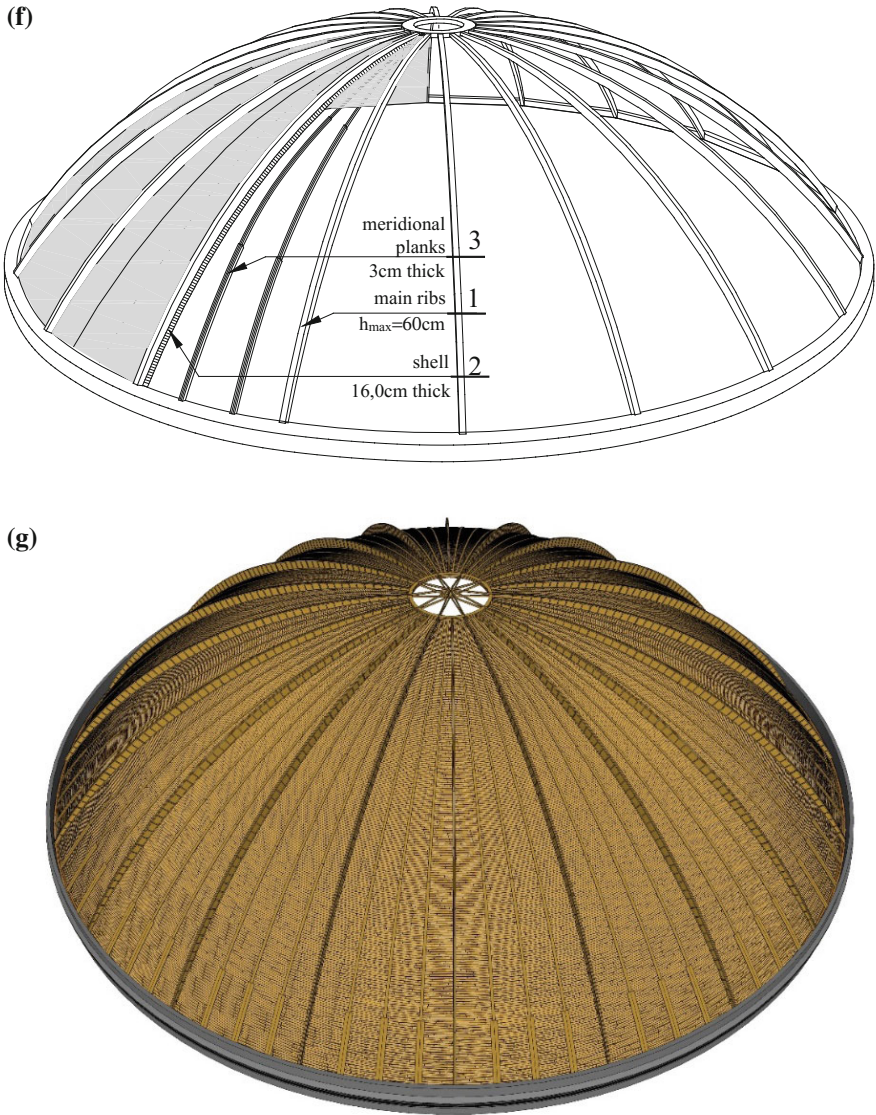 (f)
meridional
planks 3
3cm thick
main ribs 1
hmax=60cm
shell 2
16,0cm thick
(g)